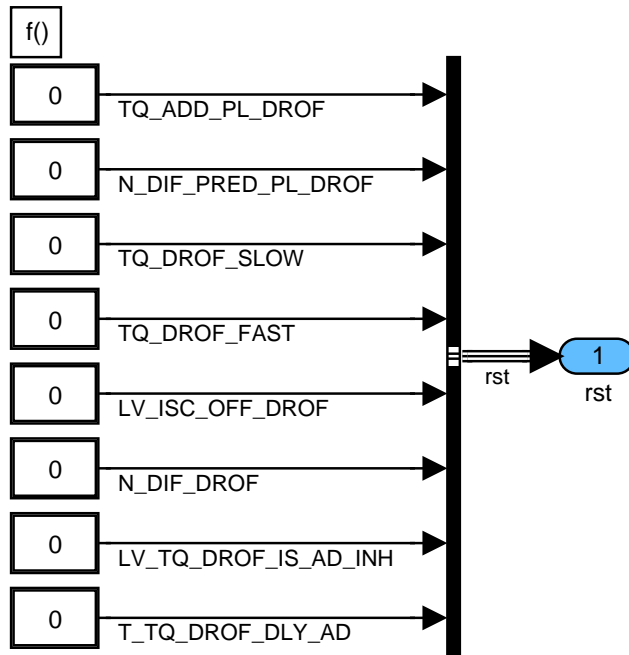 f()
0
TQ_ADD_PL_DROF
0
N_DIF_PRED_PL_DROF
0
TQ_DROF_SLOW
0
TQ_DROF_FAST
1
rst
rst
0
LV_ISC_OFF_DROF
0
N_DIF_DROF
0
LV_TQ_DROF_IS_AD_INH
0
T_TQ_DROF_DLY_AD